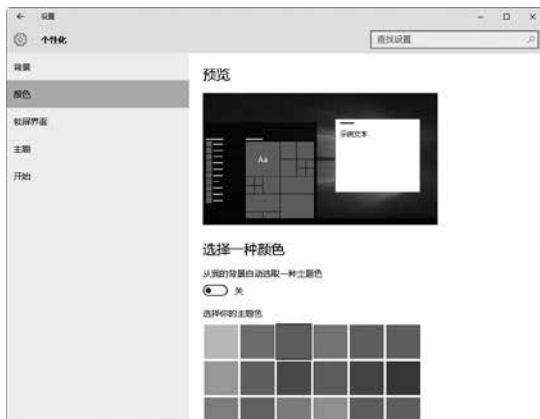 设置
个性化
查找设置
背景
颜色
锁屏界面
主题
开始
预览
示例文本
Aa
选择一种颜色
从我的背景自动选取一种主题色
关
选择你的主题色